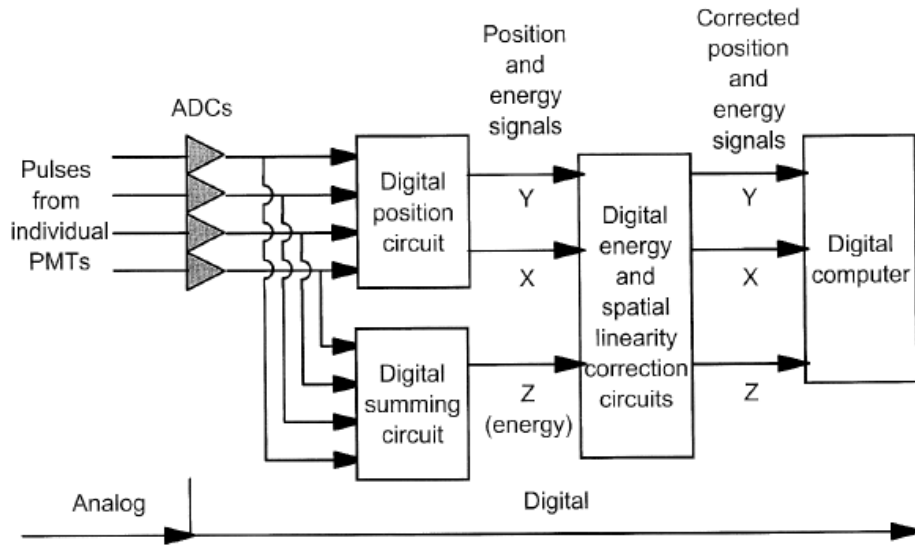 Position
and
energy
signals
Corrected
position
and
energy
signals
ADCs
Pulses
from
individual
PMTs
Digital
position
circuit
Y
X
Digital
summing
circuit
Z
(energy)
Digital
energy
and
spatial
linearity
correction
circuits
Y
X
Z
Digital
computer
Analog
Digital